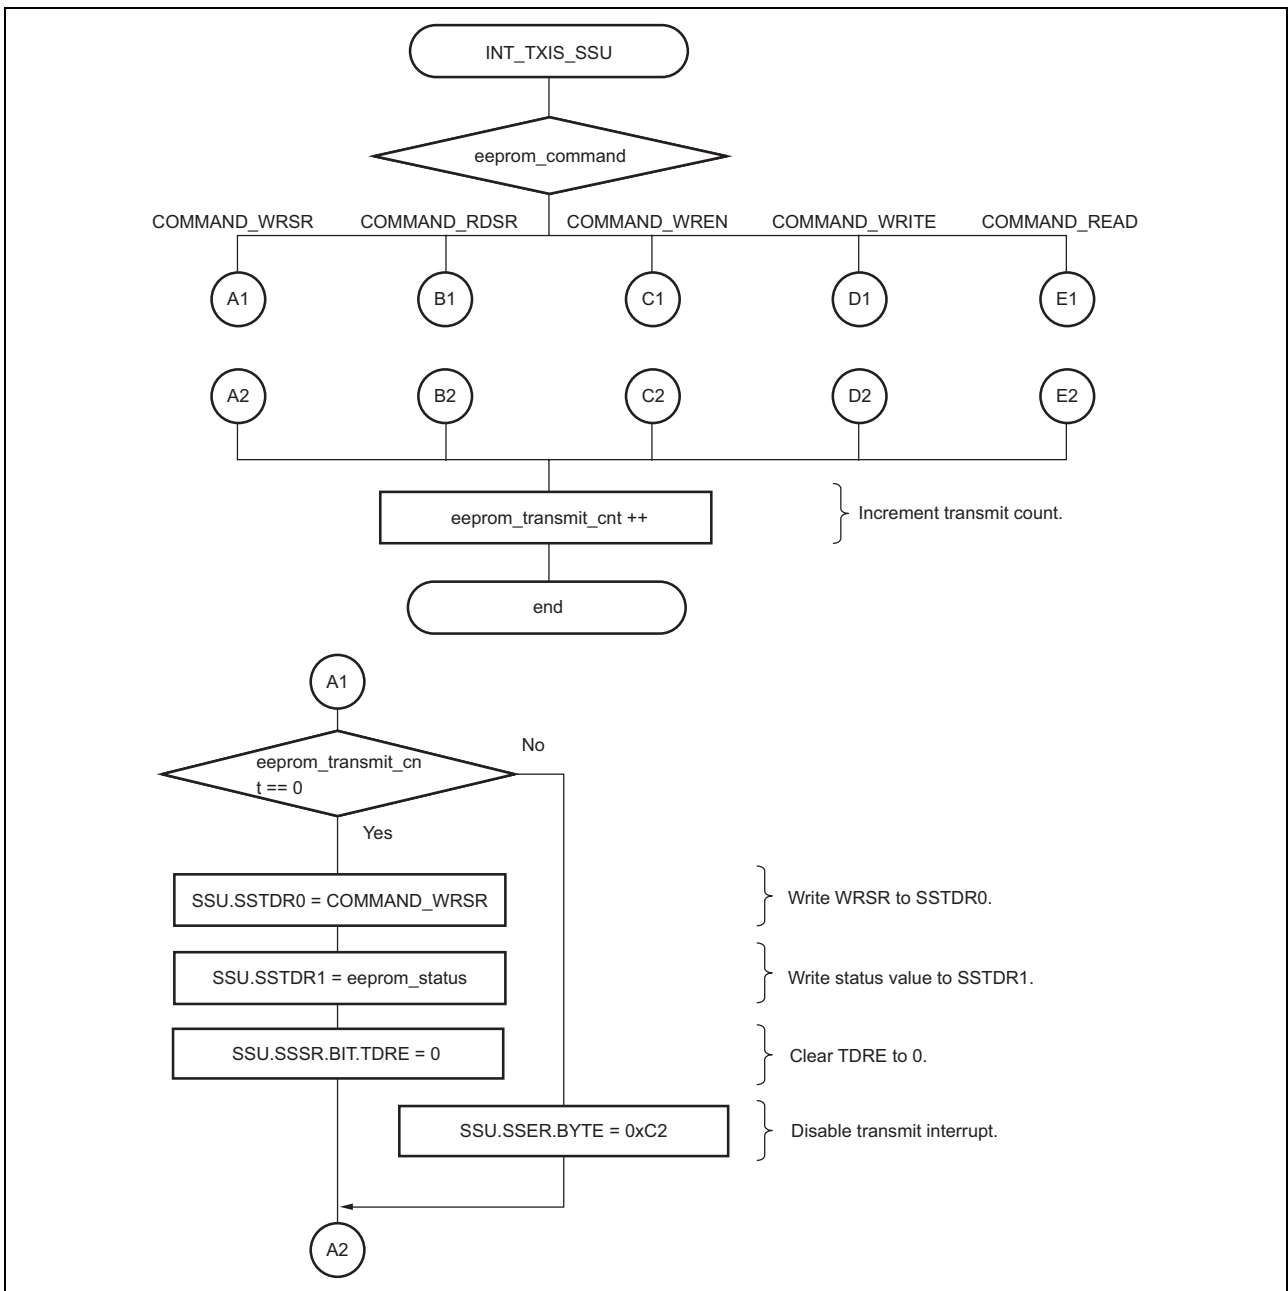 INT_TXIS_SSU
eeprom_command
COMMAND_WRSR COMMAND_RDSR COMMAND_WREN COMMAND_WRITE COMMAND_READ
A1 B1 C1 D1 E1
A2 B2 C2 D2 E2
eeprom_transmit_cnt ++ Increment transmit count.
end
A1
No
eeprom_transmit_cn
t == 0
Yes
SSU.SSTDR0 = COMMAND_WRSR Write WRSR to SSTDR0.
SSU.SSTDR1 = eeprom_status Write status value to SSTDR1.
SSU.SSSR.BIT.TDRE = 0 Clear TDRE to 0.
SSU.SSER.BYTE = 0xC2 Disable transmit interrupt.
A2